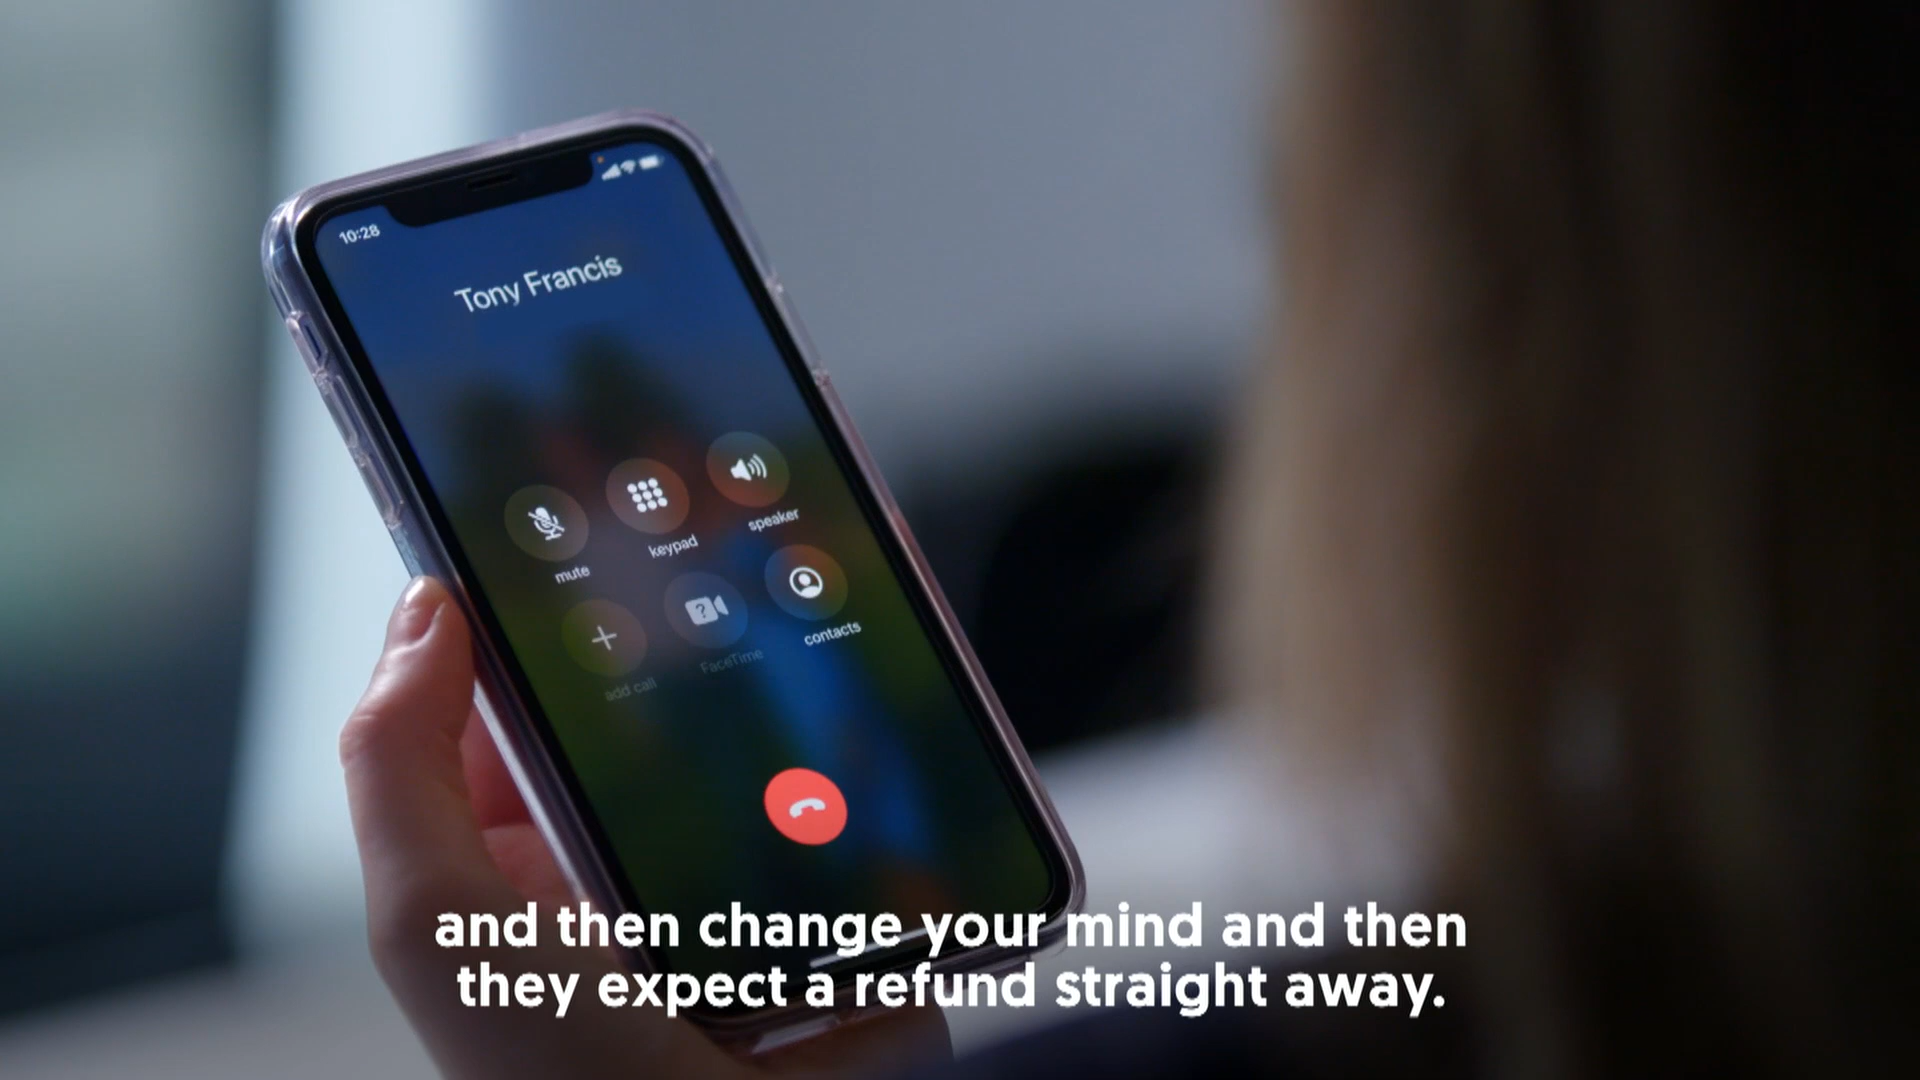 10:28
Tony Francis
mute
keypad
speaker
add call
FaceTime
contacts
and then change your mind and then
they expect a refund straight away.